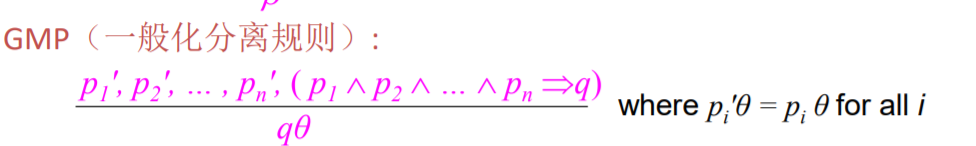 GMP（一般化分离规则）:
p₁′, p₂′, … , pₙ′, ( p₁ ∧ p₂ ∧ … ∧ pₙ ⇒q)
qθ
where pᵢ′θ = pᵢ θ for all i